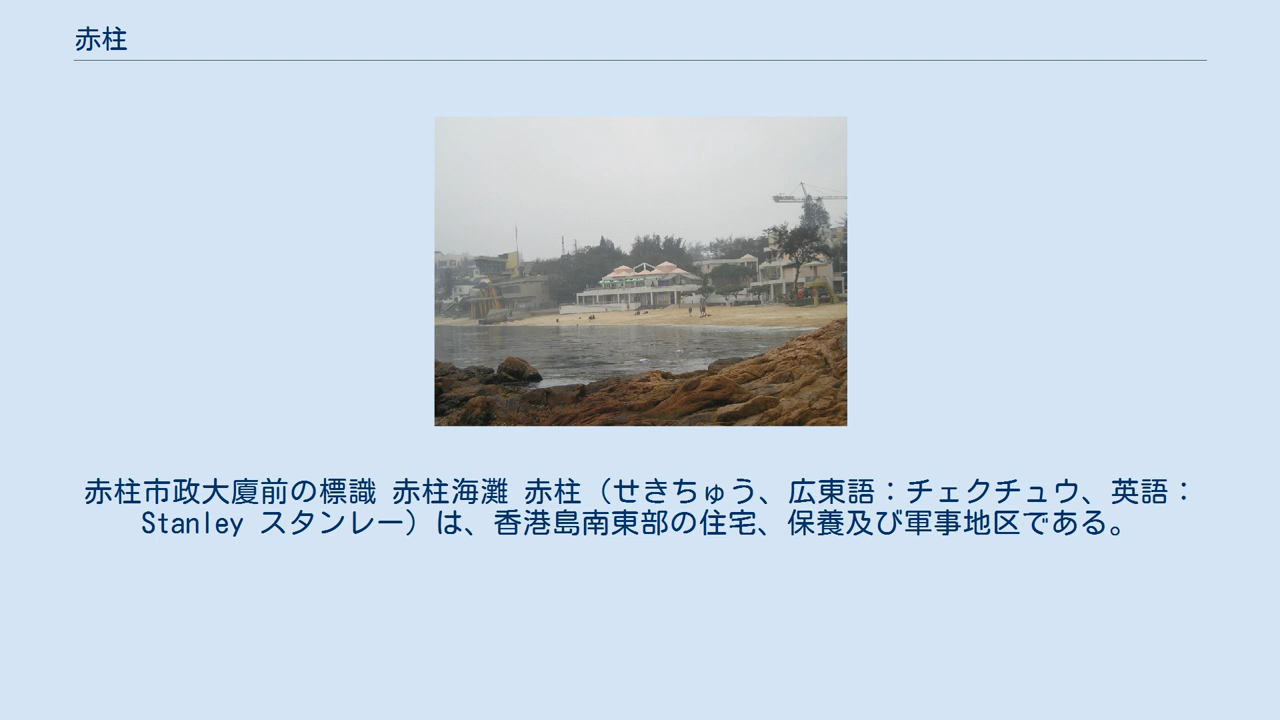 赤柱
赤柱市政大廈前の標識 赤柱海灘 赤柱（せきちゅう、広東語：チェクチュウ、英語：
Stanley スタンレー）は、香港島南東部の住宅、保養及び軍事地区である。